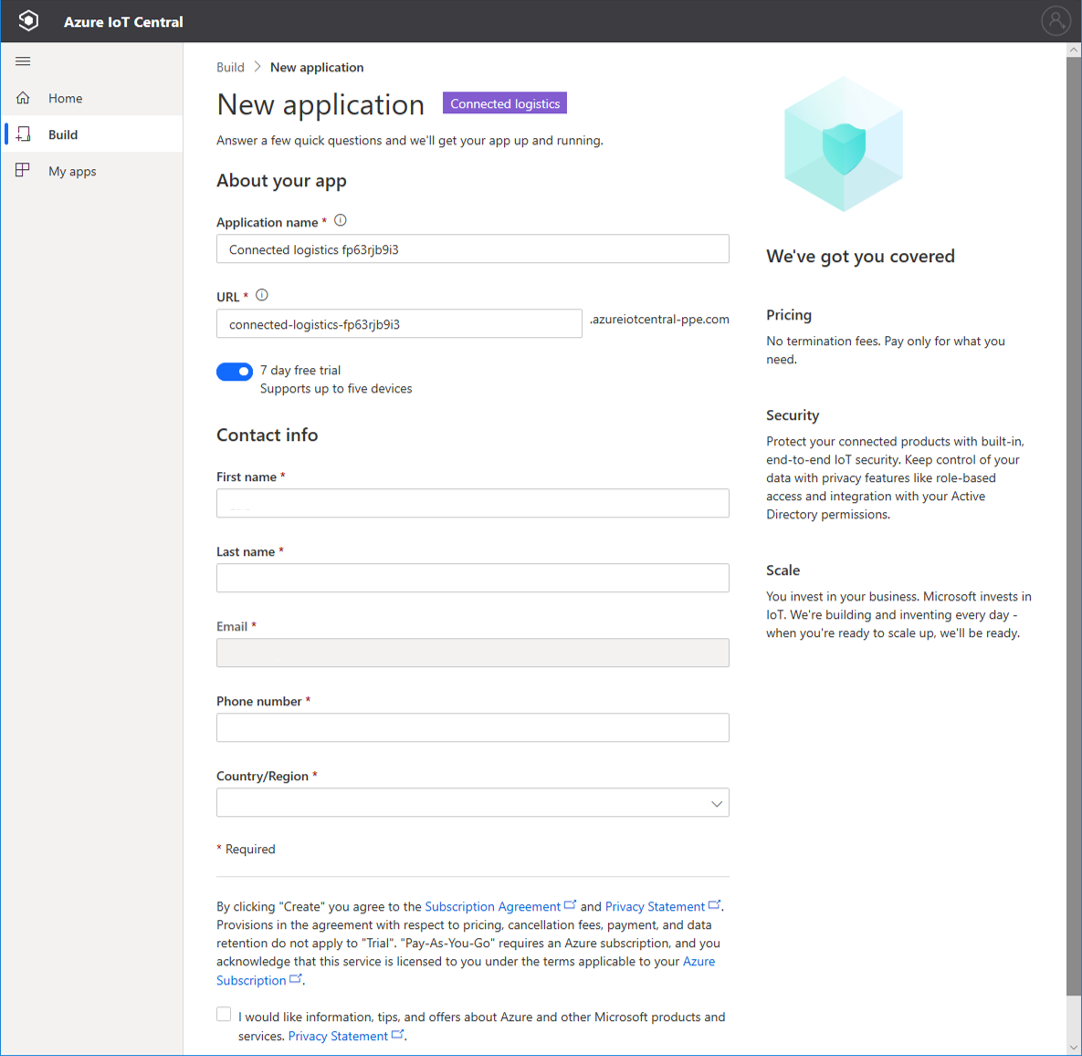 Azure IoT Central
Home
Build
My apps
Build > New application
New application Connected logistics
Answer a few quick questions and we'll get your app up and running.
About your app
Application name *
Connected logistics fp63rjb9i3
URL *
connected-logistics-fp63rjb9i3 .azureiotcentral-ppe.com
7 day free trial
Supports up to five devices
Contact info
First name *
Last name *
Email *
Phone number *
Country/Region *
* Required
By clicking "Create" you agree to the Subscription Agreement and Privacy Statement.
Provisions in the agreement with respect to pricing, cancellation fees, payment, and data
retention do not apply to "Trial". "Pay-As-You-Go" requires an Azure subscription, and you
acknowledge that this service is licensed to you under the terms applicable to your Azure
Subscription.
I would like information, tips, and offers about Azure and other Microsoft products and
services. Privacy Statement.
We've got you covered
Pricing
No termination fees. Pay only for what you
need.
Security
Protect your connected products with built-in,
end-to-end IoT security. Keep control of your
data with privacy features like role-based
access and integration with your Active
Directory permissions.
Scale
You invest in your business. Microsoft invests in
IoT. We're building and inventing every day -
when you're ready to scale up, we'll be ready.